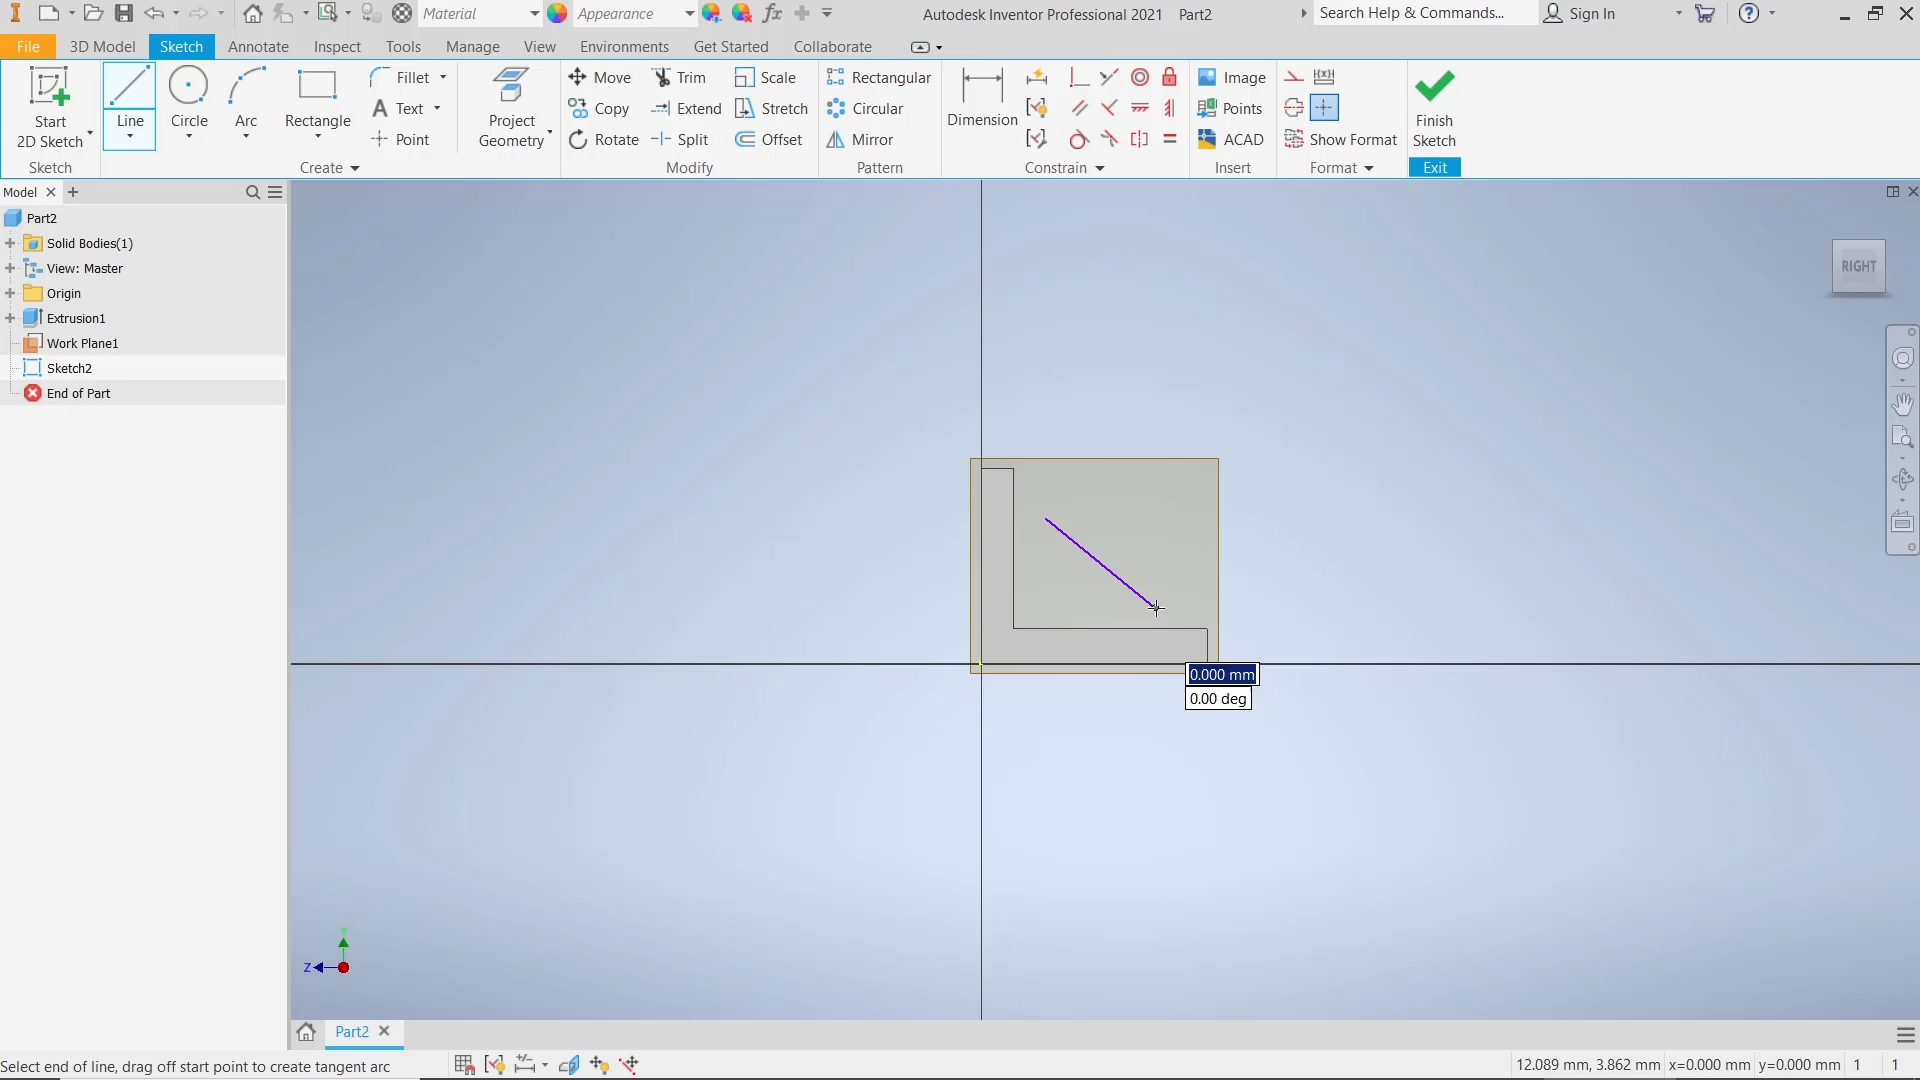 Material
Appearance
Autodesk Inventor Professional 2021 Part2
Search Help & Commands...
Sign In
File
3D Model
Sketch
Annotate
Inspect
Tools
Manage
View
Environments
Get Started
Collaborate
Start
2D Sketch
Line
Circle
Arc
Rectangle
Fillet
Text
Point
Project
Geometry
Move
Copy
Rotate
Trim
Extend
Split
Scale
Stretch
Offset
Rectangular
Circular
Mirror
Dimension
Image
Points
ACAD
Show Format
Finish
Sketch
Sketch
Create
Modify
Pattern
Constrain
Insert
Format
Exit
Model
Part2
Solid Bodies(1)
View: Master
Origin
Extrusion1
Work Plane1
Sketch2
End of Part
RIGHT
0.000 mm
0.00 deg
Z
Part2
Select end of line, drag off start point to create tangent arc
12.089 mm, 3.862 mm x=0.000 mm y=0.000 mm 1 1